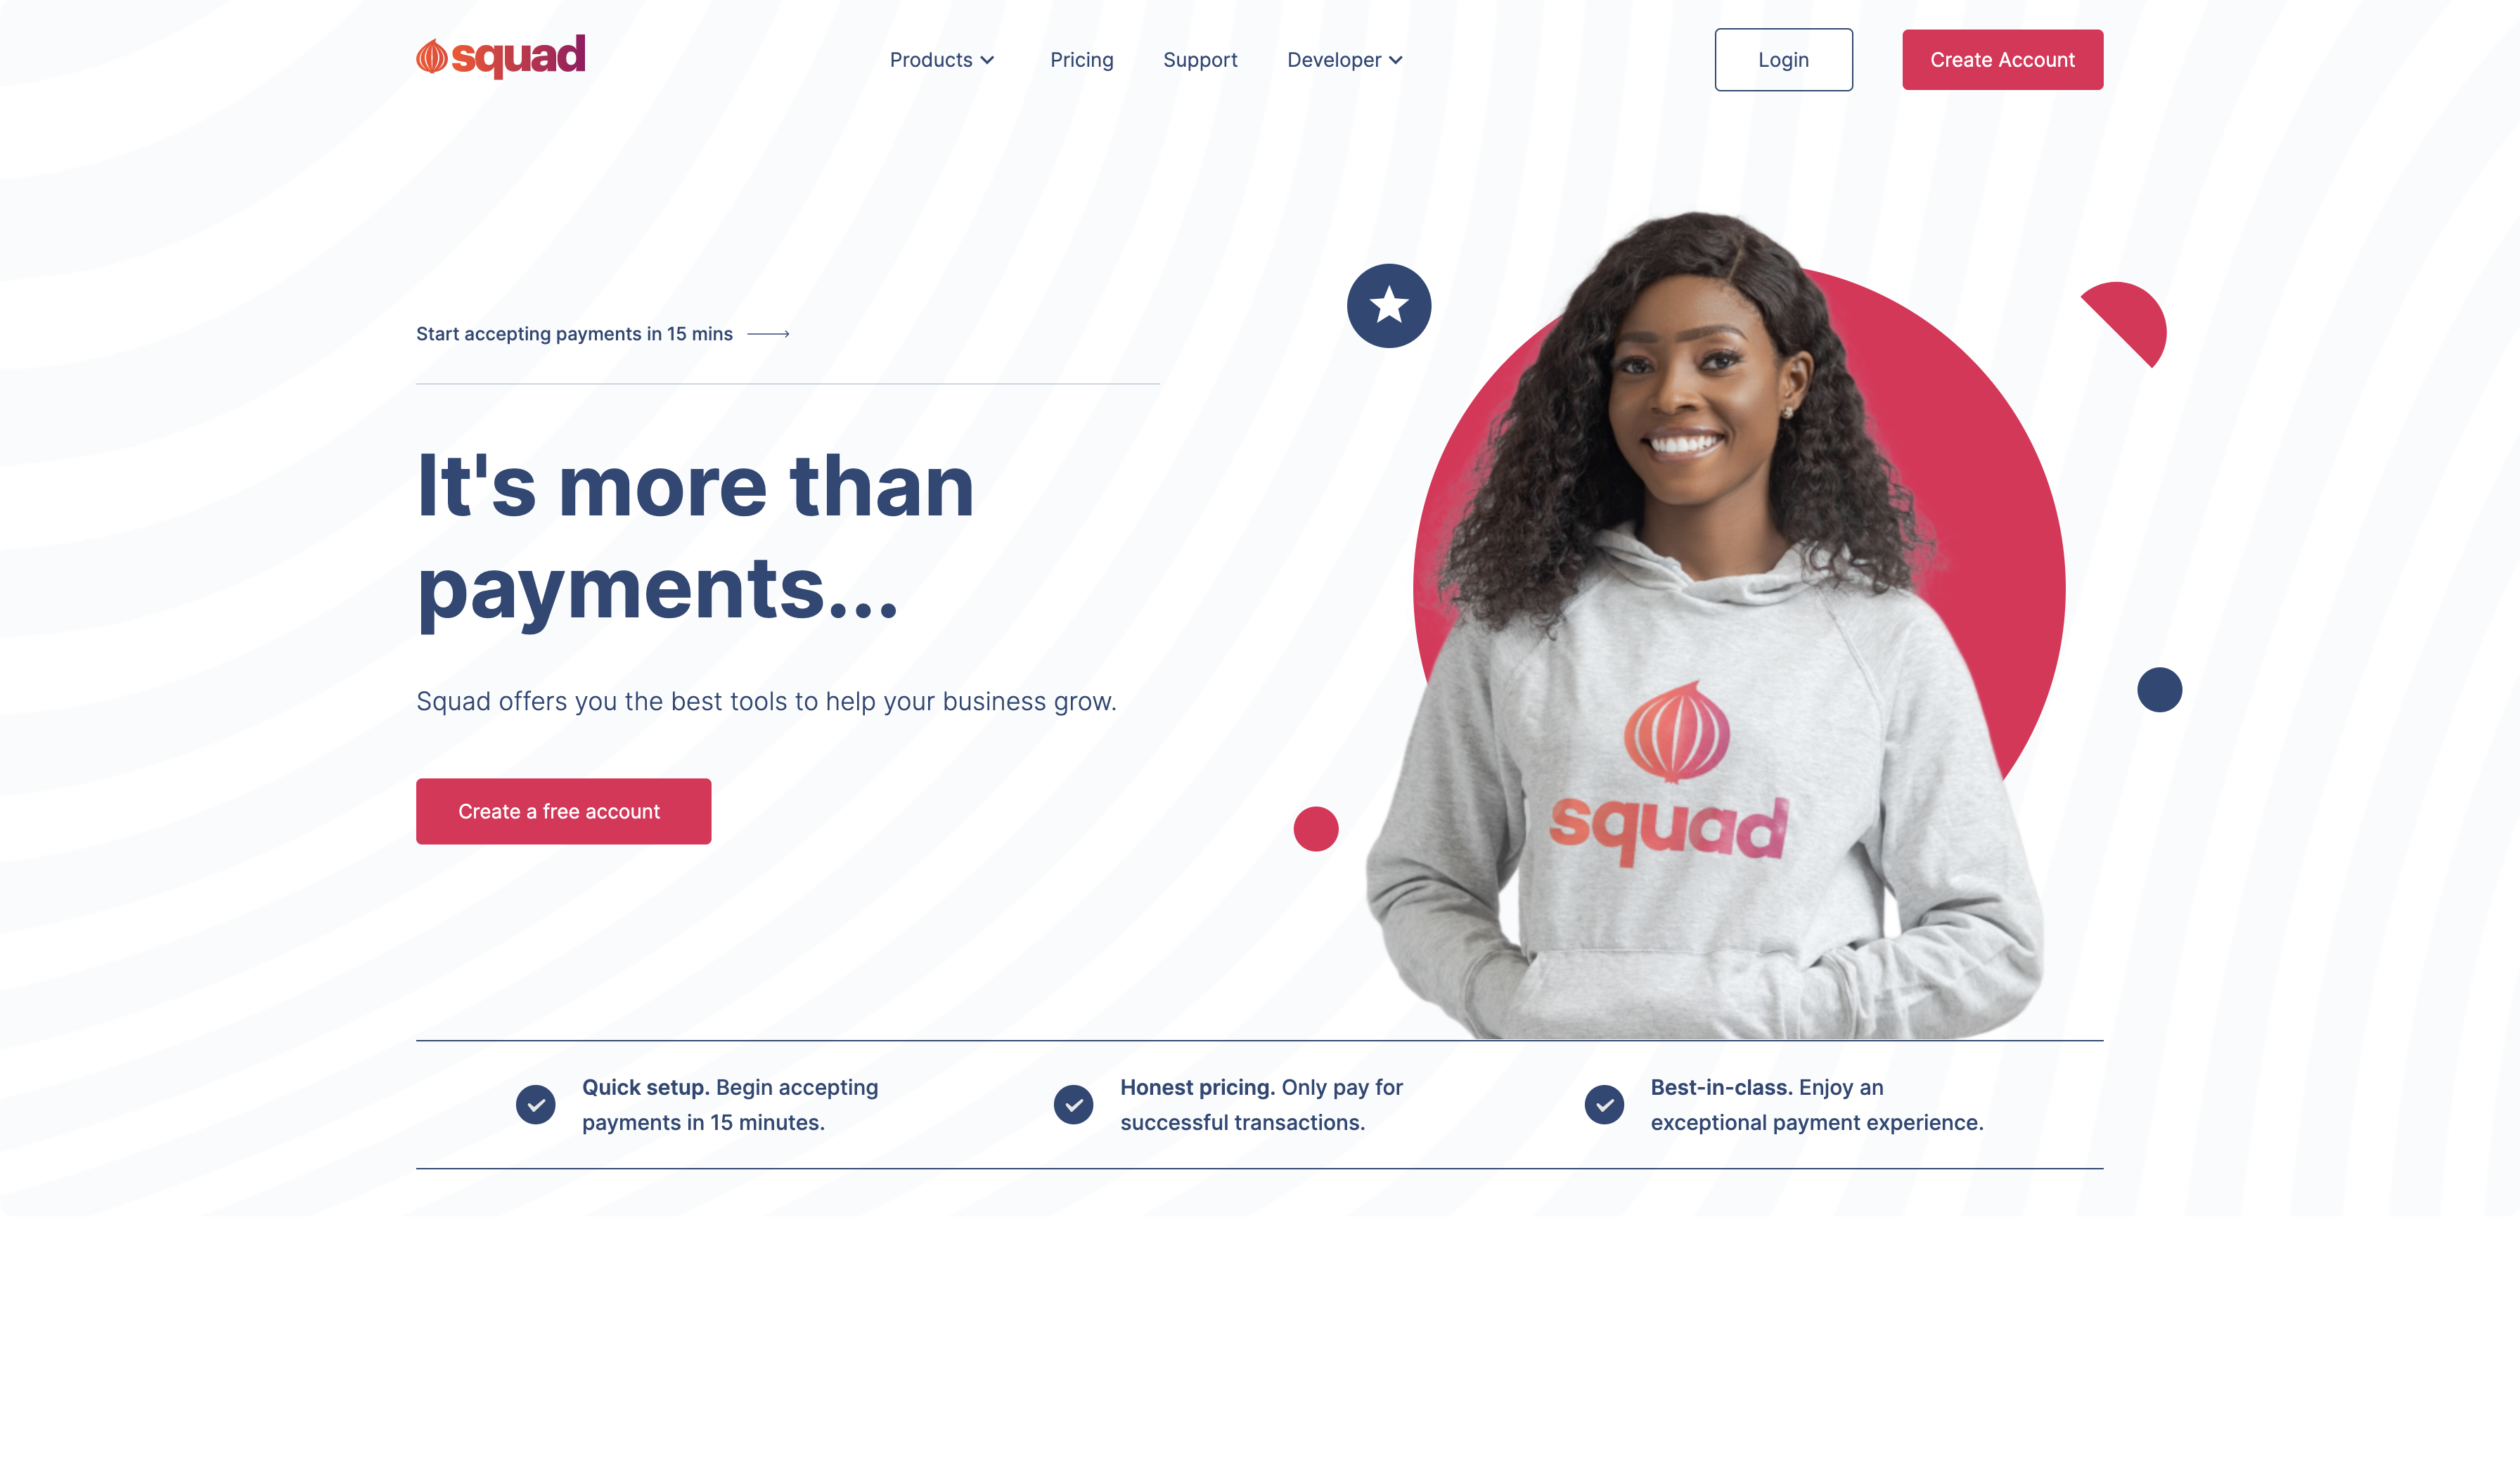 squad
Products
Pricing
Support
Developer
Login
Create Account
Start accepting payments in 15 mins
It's more than
payments...
Squad offers you the best tools to help your business grow.
Create a free account
squad
Quick setup. Begin accepting
payments in 15 minutes.
Honest pricing. Only pay for
successful transactions.
Best-in-class. Enjoy an
exceptional payment experience.